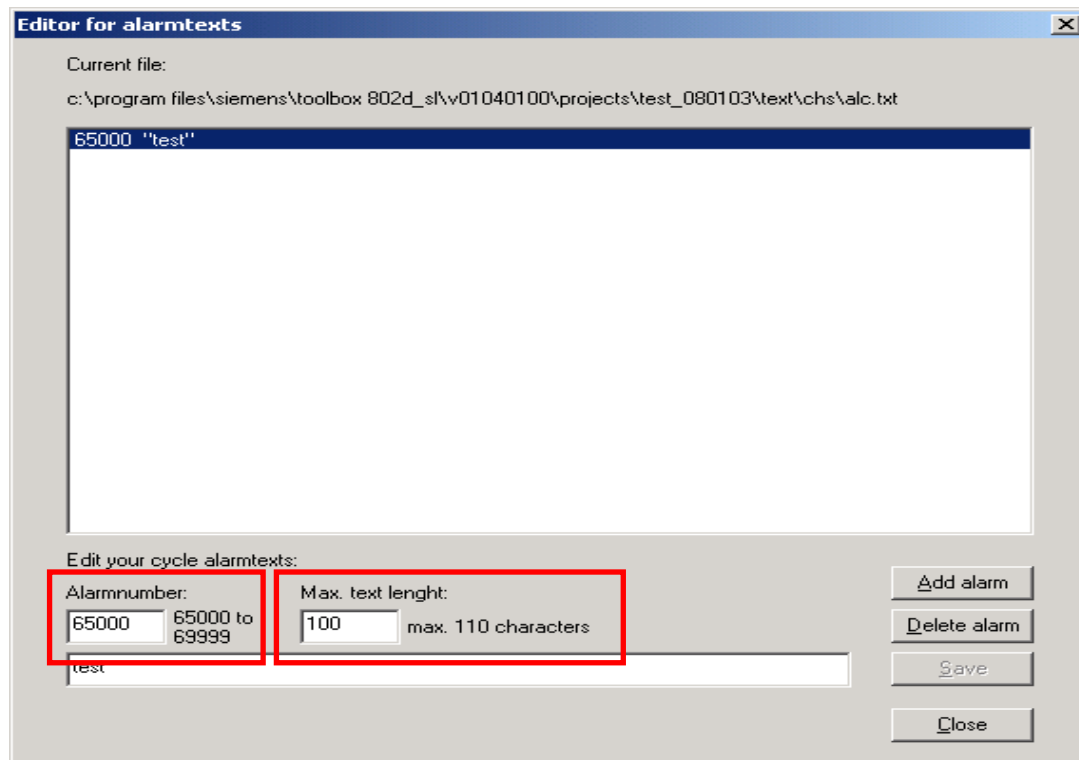 Editor for alarmtexts
Current file:
c:\program files\siemens\toolbox 802d_sl\v01040100\projects\test_080103\text\chs\alc.txt
65000 "test"
Edit your cycle alarmtexts:
Alarmnumber:
65000
65000 to
69999
Max. text lenght:
100
max. 110 characters
test
Add alarm
Delete alarm
Save
Close